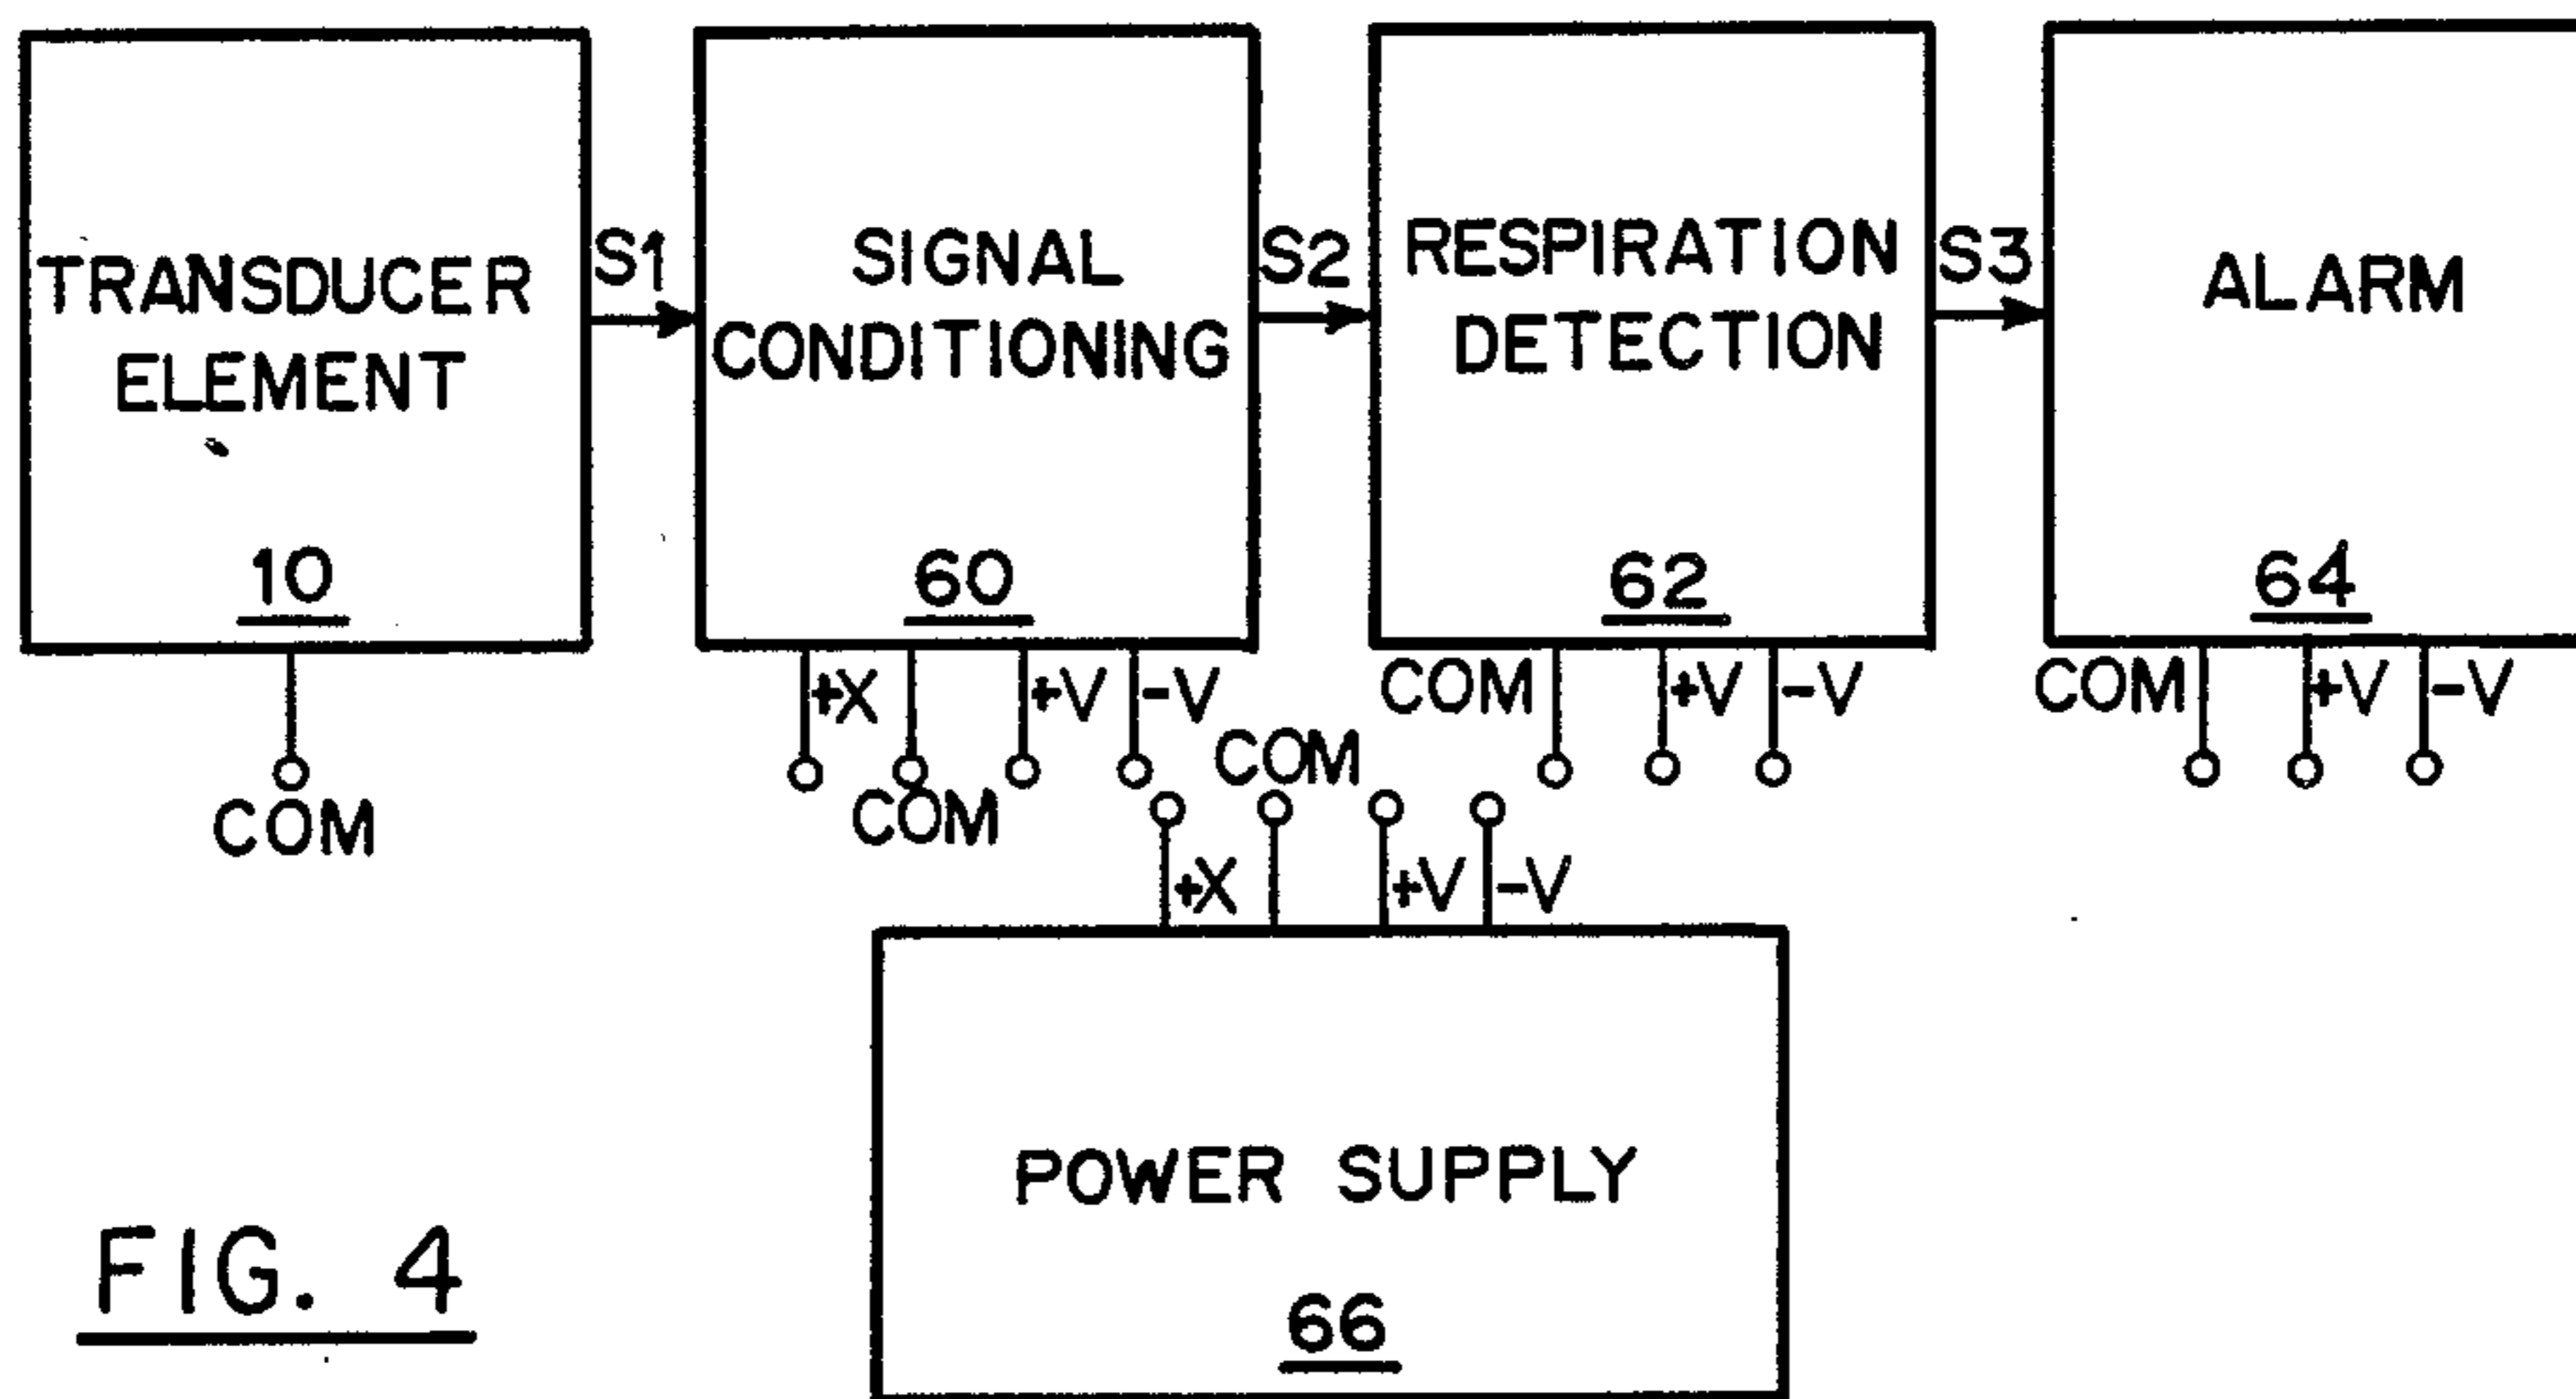 TRANSDUCER
ELEMENT
10
COM
S1
SIGNAL
CONDITIONING
60
+X
COM
+V
-V
S2
RESPIRATION
DETECTION
62
COM
+V
-V
S3
ALARM
64
COM
+V
-V
+X
COM
+V
-V
POWER SUPPLY
66
FIG. 4